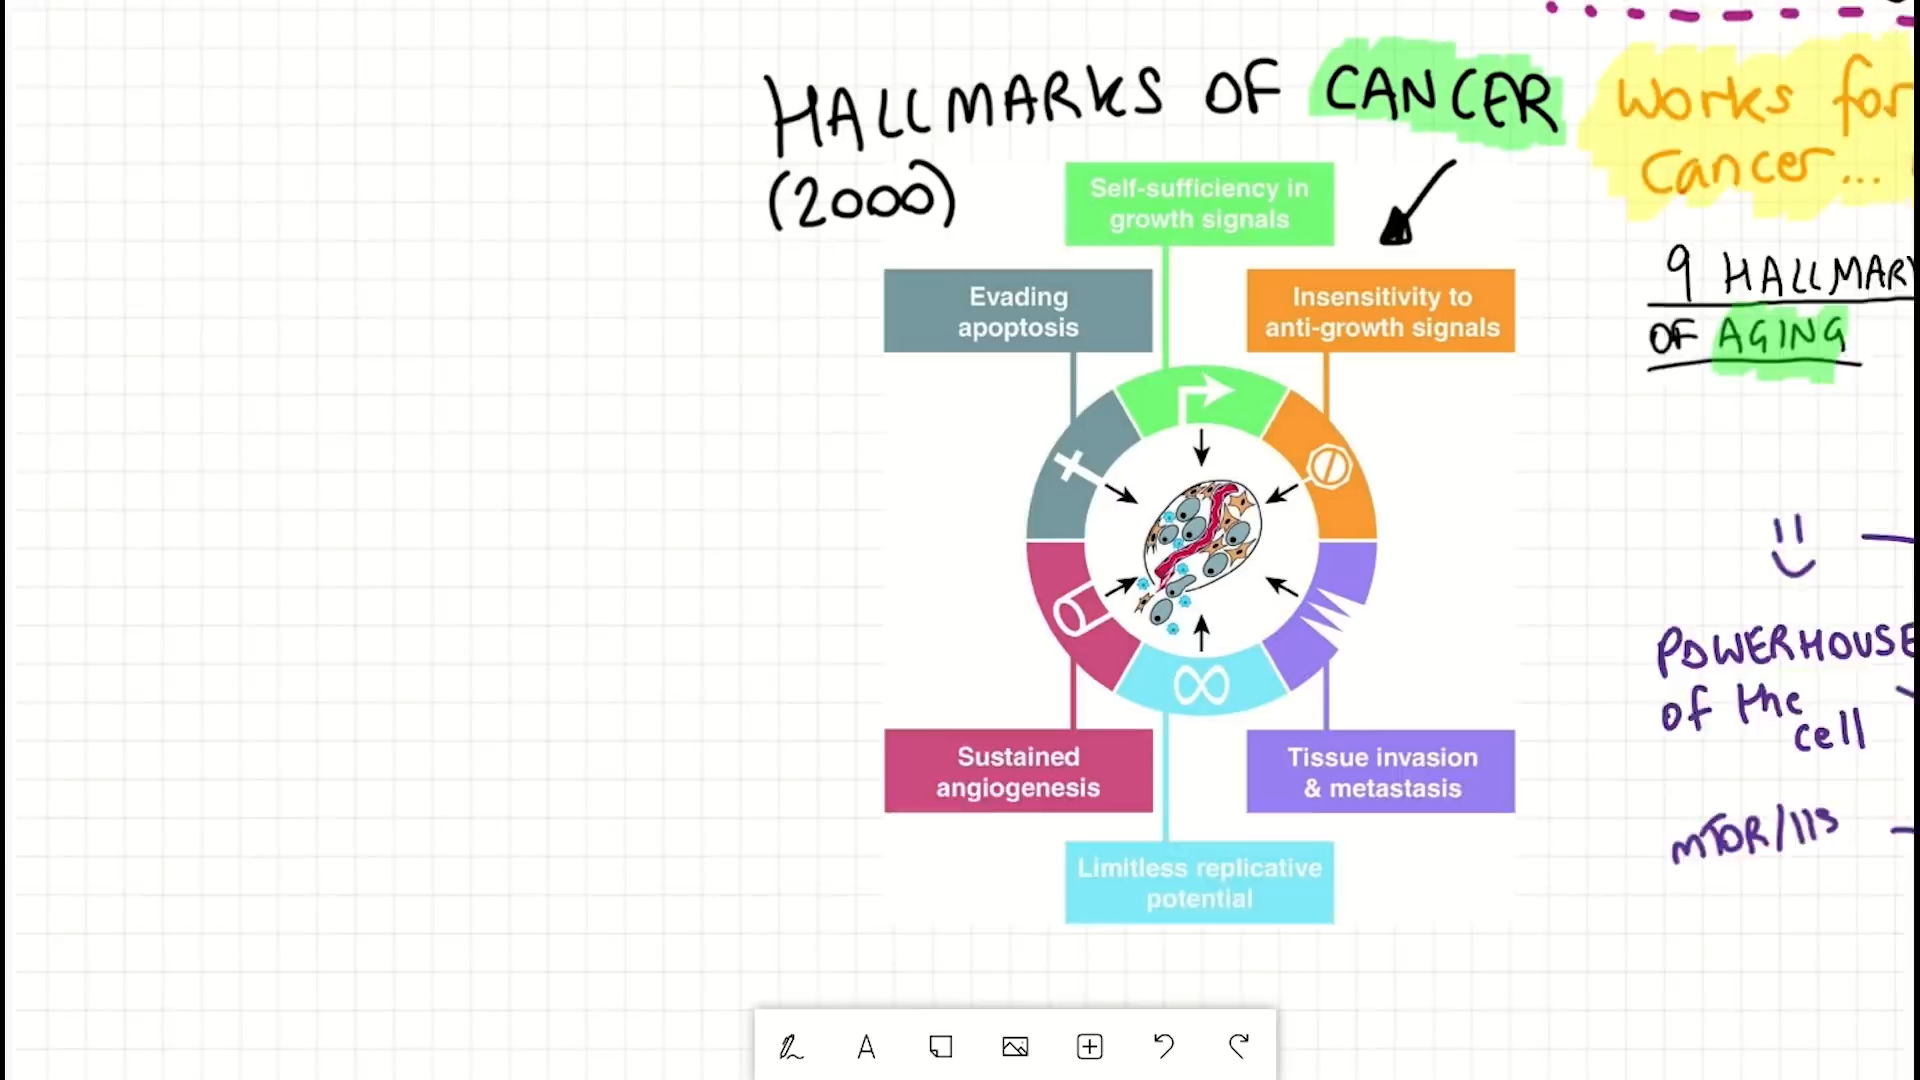 HALLMARKS OF CANCER
(2000)
Self-sufficiency in
growth signals
Evading
apoptosis
Insensitivity to
anti-growth signals
Sustained
angiogenesis
Tissue invasion
& metastasis
Limitless replicative
potential
Works for
cancer...
9 HALLMAR
OF AGING
POWERHOUSE
of the
cell
mTOR/IIS